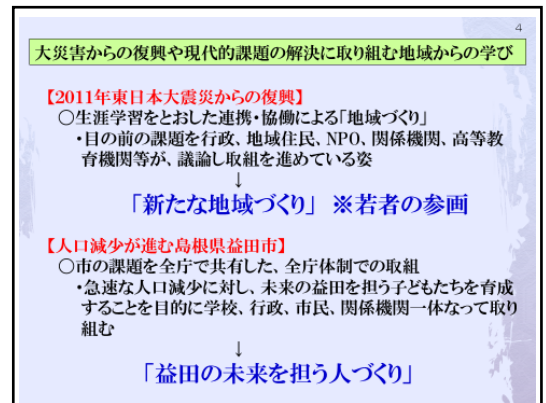 4
大災害からの復興や現代的課題の解決に取り組む地域からの学び
【2011年東日本大震災からの復興】
○生涯学習をとおした連携・協働による「地域づくり」
・目の前の課題を行政、地域住民、NPO、関係機関、高等教
育機関等が、議論し取組を進めている姿
↓
「新たな地域づくり」 ※若者の参画
【人口減少が進む島根県益田市】
○市の課題を全庁で共有した、全庁体制での取組
・急速な人口減少に対し、未来の益田を担う子どもたちを育成
することを目的に学校、行政、市民、関係機関一体なって取り
組む
↓
「益田の未来を担う人づくり」